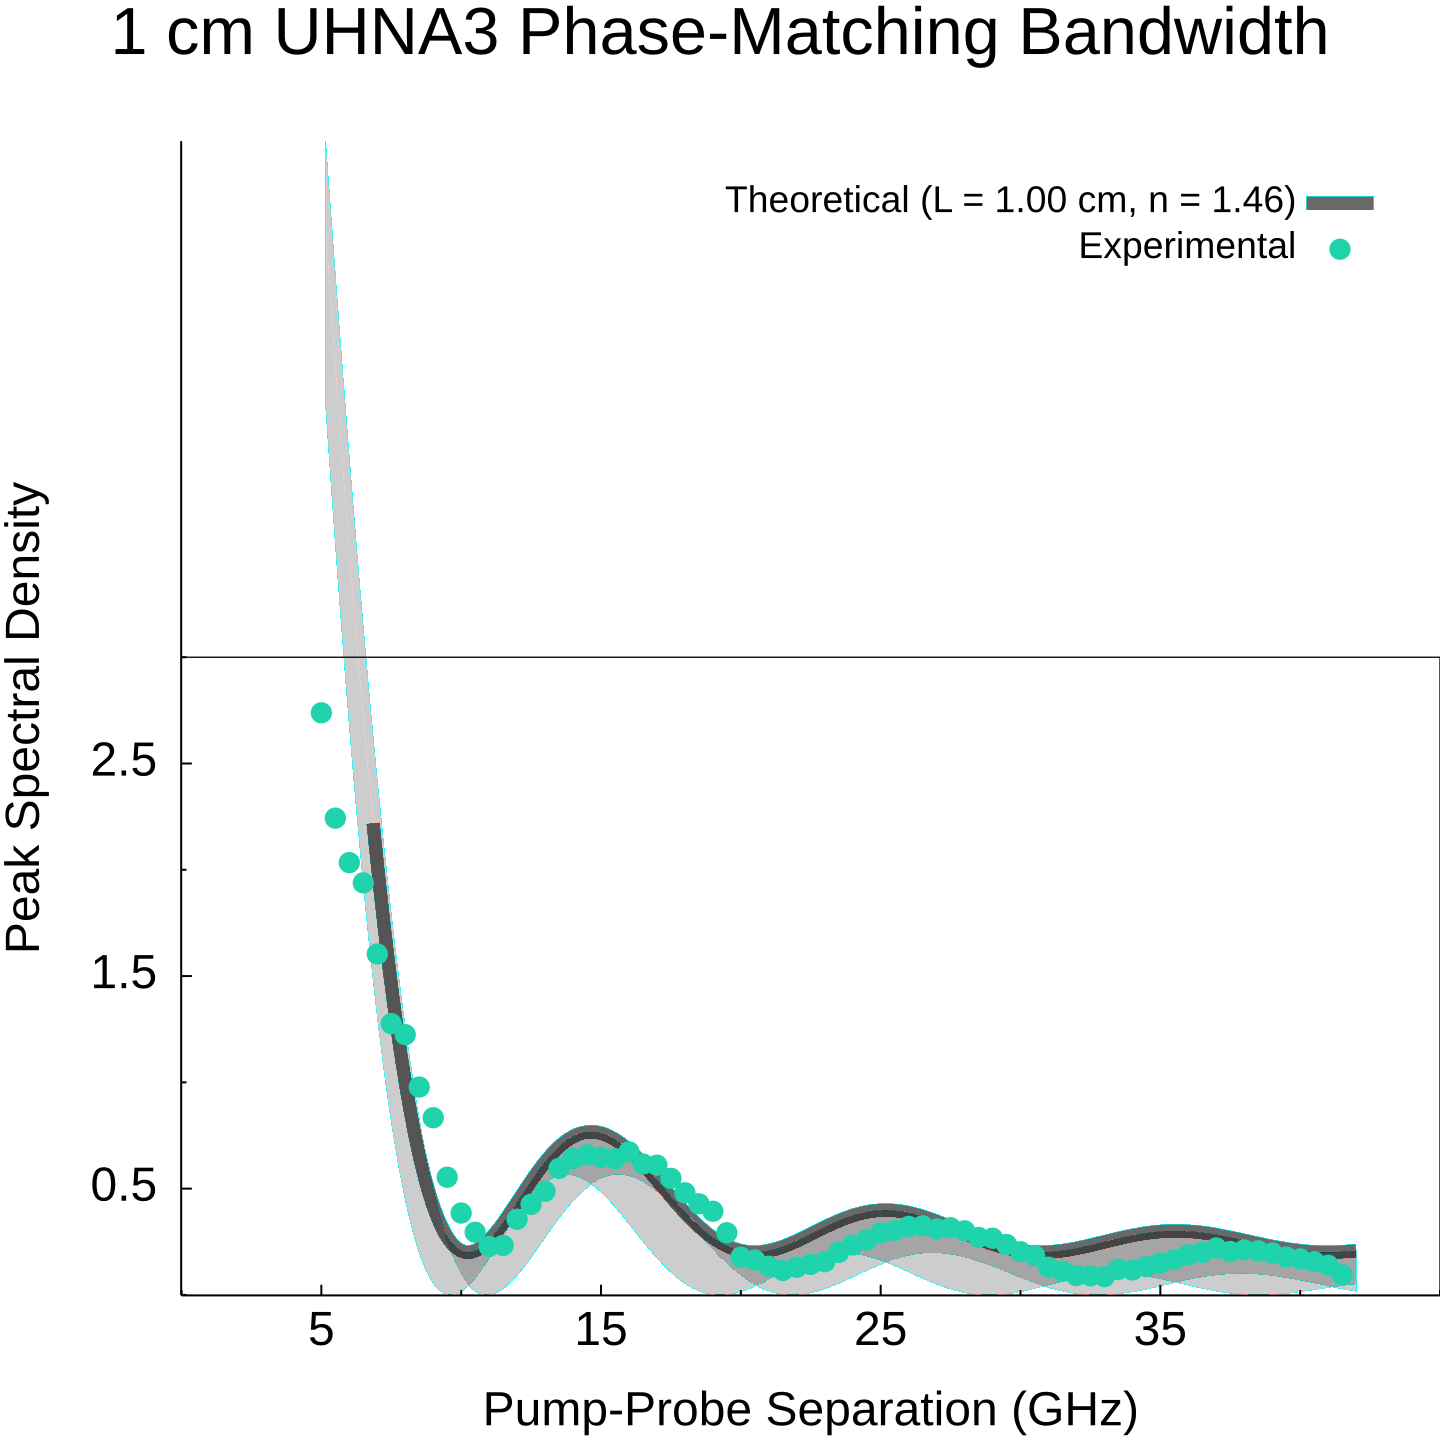 1 cm UHNA3 Phase-Matching Bandwidth
Theoretical (L = 1.00 cm, n = 1.46)
Experimental
Peak Spectral Density
2.5
1.5
0.5
5 15 25 35
Pump-Probe Separation (GHz)